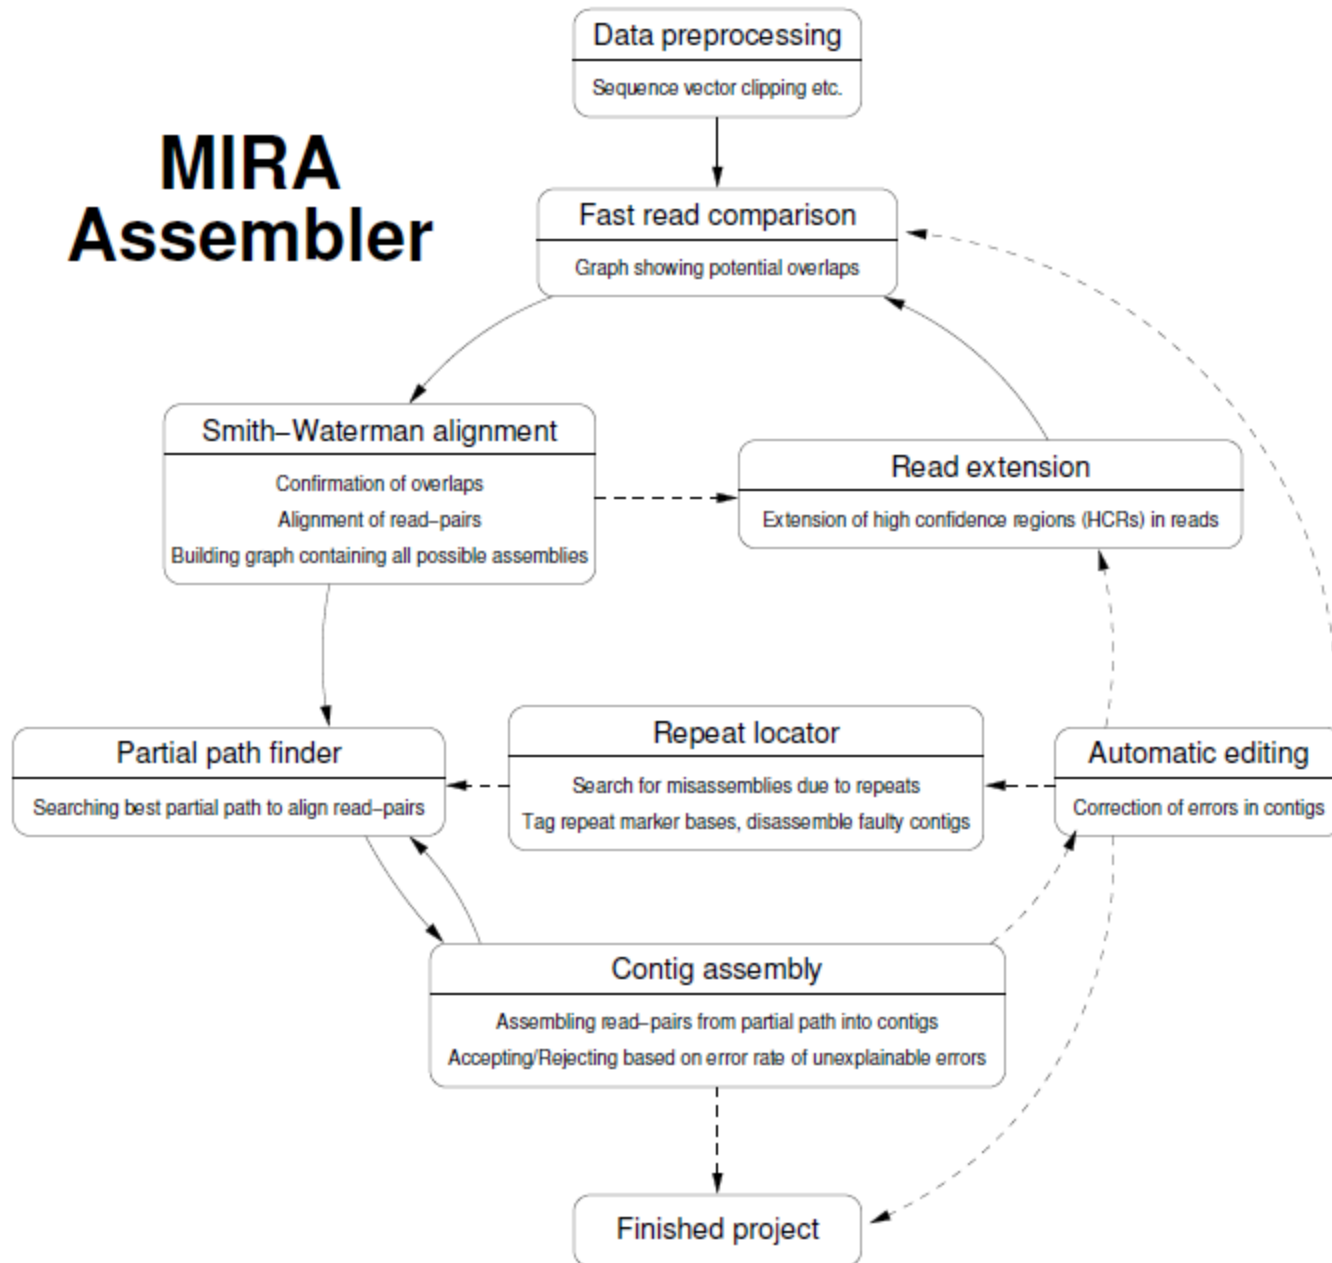 Data preprocessing
Sequence vector clipping etc.
MIRA
Assembler
Fast read comparison
Graph showing potential overlaps
Smith–Waterman alignment
Confirmation of overlaps
Alignment of read–pairs
Building graph containing all possible assemblies
Read extension
Extension of high confidence regions (HCRs) in reads
Partial path finder
Searching best partial path to align read–pairs
Repeat locator
Search for misassemblies due to repeats
Tag repeat marker bases, disassemble faulty contigs
Automatic editing
Correction of errors in contigs
Contig assembly
Assembling read–pairs from partial path into contigs
Accepting/Rejecting based on error rate of unexplainable errors
Finished project